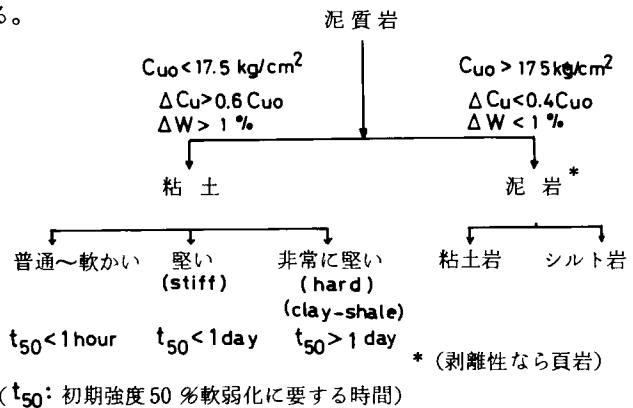 る。
泥質岩
Cuo<17.5 kg/cm²
ΔCu>0.6 Cuo
ΔW > 1 %
Cuo > 175kg/cm²
ΔCu<0.4Cuo
ΔW < 1 %
粘土
泥岩*
普通～軟かい
堅い
(stiff)
非常に堅い
(hard)
(clay-shale)
粘土岩
シルト岩
t50<1 hour
t50<1 day
t50>1 day
* (剥離性なら頁岩)
(t50: 初期強度50 %軟弱化に要する時間)